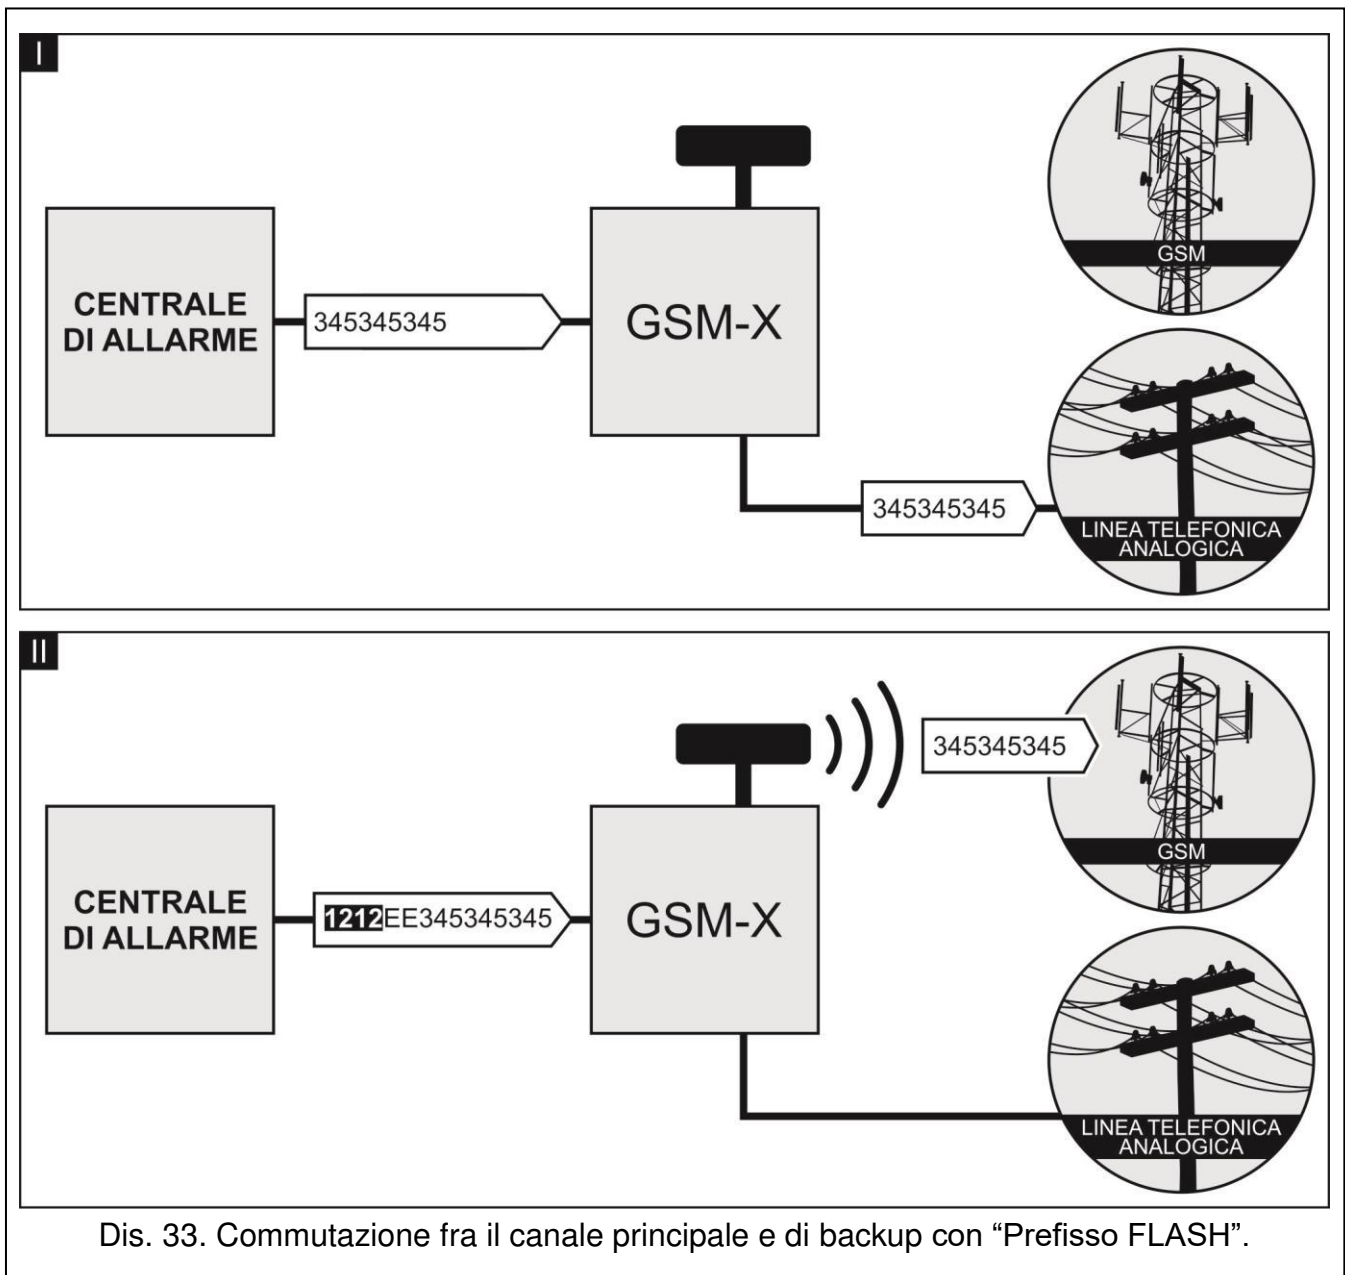 I
GSM
CENTRALE
DI ALLARME
345345345
GSM-X
345345345
LINEA TELEFONICA
ANALOGICA
II
345345345
GSM
CENTRALE
DI ALLARME
1212EE345345345
GSM-X
LINEA TELEFONICA
ANALOGICA
Dis. 33. Commutazione fra il canale principale e di backup con “Prefisso FLASH”.